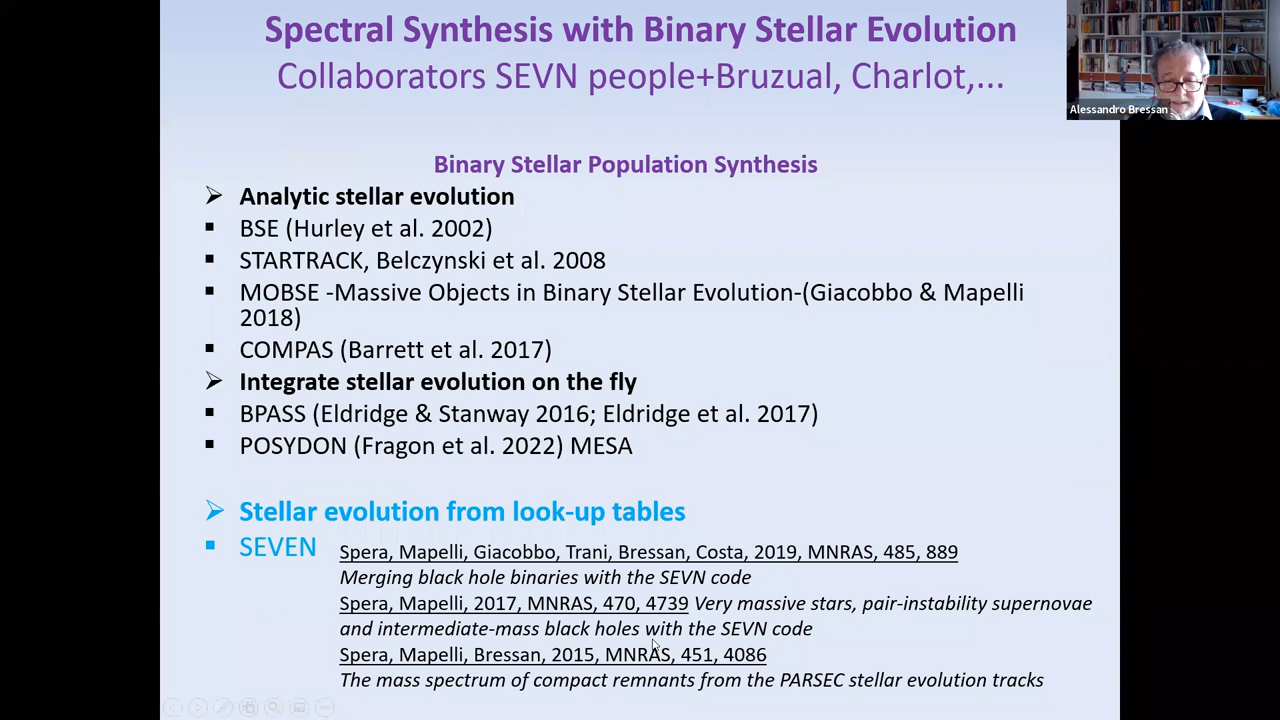 Spectral Synthesis with Binary Stellar Evolution
Collaborators SEVN people+Bruzual, Charlot,...
Alessandro Bressan
Binary Stellar Population Synthesis
Analytic stellar evolution
BSE (Hurley et al. 2002)
STARTRACK, Belczynski et al. 2008
MOBSE -Massive Objects in Binary Stellar Evolution-(Giacobbo & Mapelli
2018)
COMPAS (Barrett et al. 2017)
Integrate stellar evolution on the fly
BPASS (Eldridge & Stanway 2016; Eldridge et al. 2017)
POSYDON (Fragon et al. 2022) MESA
Stellar evolution from look-up tables
SEVEN
Spera, Mapelli, Giacobbo, Trani, Bressan, Costa, 2019, MNRAS, 485, 889
Merging black hole binaries with the SEVN code
Spera, Mapelli, 2017, MNRAS, 470, 4739 Very massive stars, pair-instability supernovae
and intermediate-mass black holes with the SEVN code
Spera, Mapelli, Bressan, 2015, MNRAS, 451, 4086
The mass spectrum of compact remnants from the PARSEC stellar evolution tracks